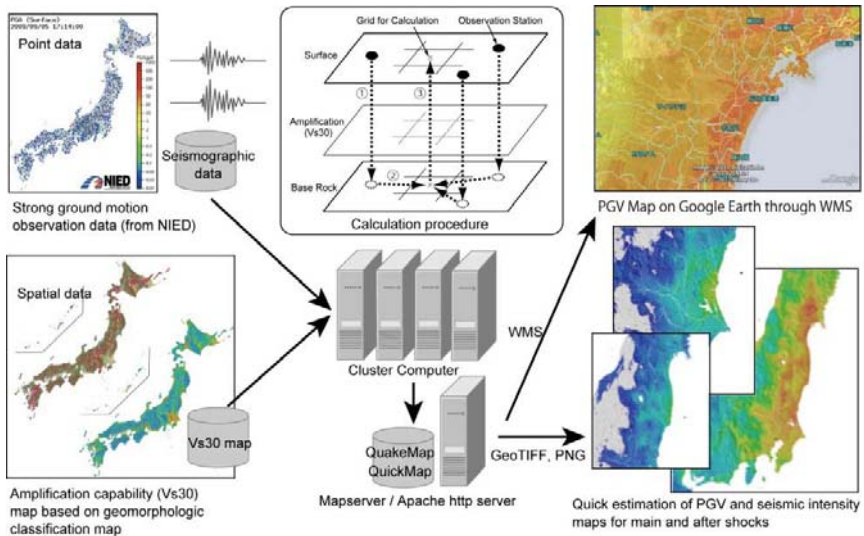 PGA (Surface)
Point data
NIED
Seismographic
data
Strong ground motion
observation data (from NIED)
Grid for Calculation
Observation Station
Surface
①
③
Amplification
(Vs30)
②
Base Rock
Calculation procedure
PGV Map on Google Earth through WMS
Spatial data
Vs30 map
Amplification capability (Vs30)
map based on geomorphologic
classification map
Cluster Computer
WMS
QuakeMap
QuickMap
GeoTIFF, PNG
Mapserver / Apache http server
Quick estimation of PGV and seismic intensity
maps for main and after shocks